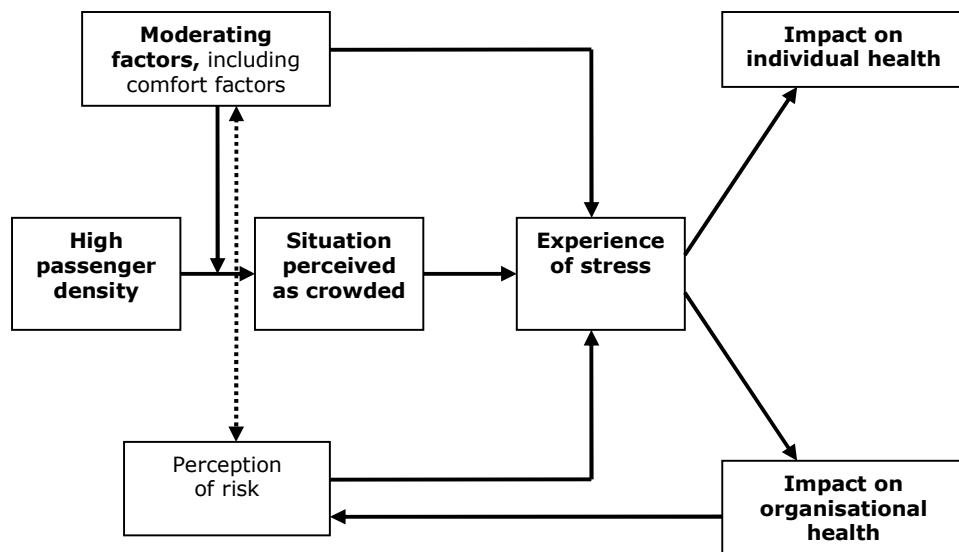 Moderating
factors, including
comfort factors
Impact on
individual health
High
passenger
density
Situation
perceived
as crowded
Experience
of stress
Perception
of risk
Impact on
organisational
health